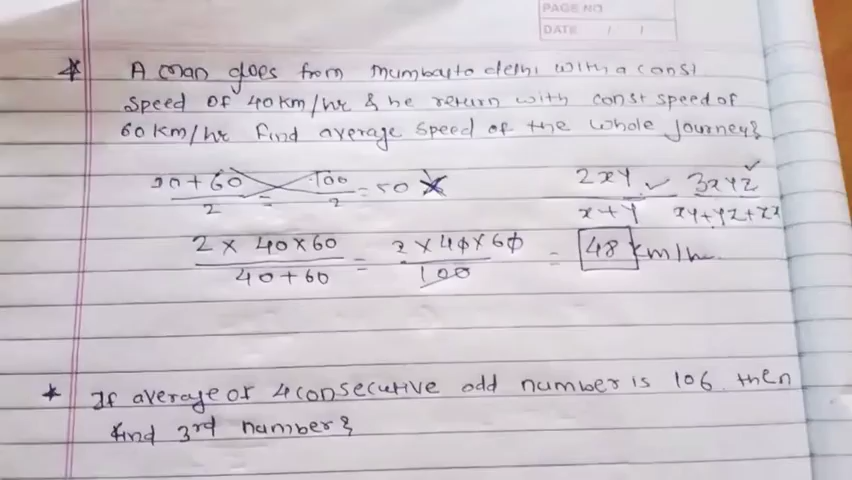 PAGE NO
DATE / /
* A man goes from mumbai to delhi with a const
speed of 40 km/hr & he return with const speed of
60 km/hr find average speed of the whole journey?
+ 60 / 2 = 100 / 2 = 50 ×
2xy / x+y ✓ 3xyz / xy+yz+zx ✓
2 × 40×60 / 40+60 = 2×40×60 / 100 = 48 km/hr
* If average of 4 consecutive odd number is 106 then
find 3rd number?